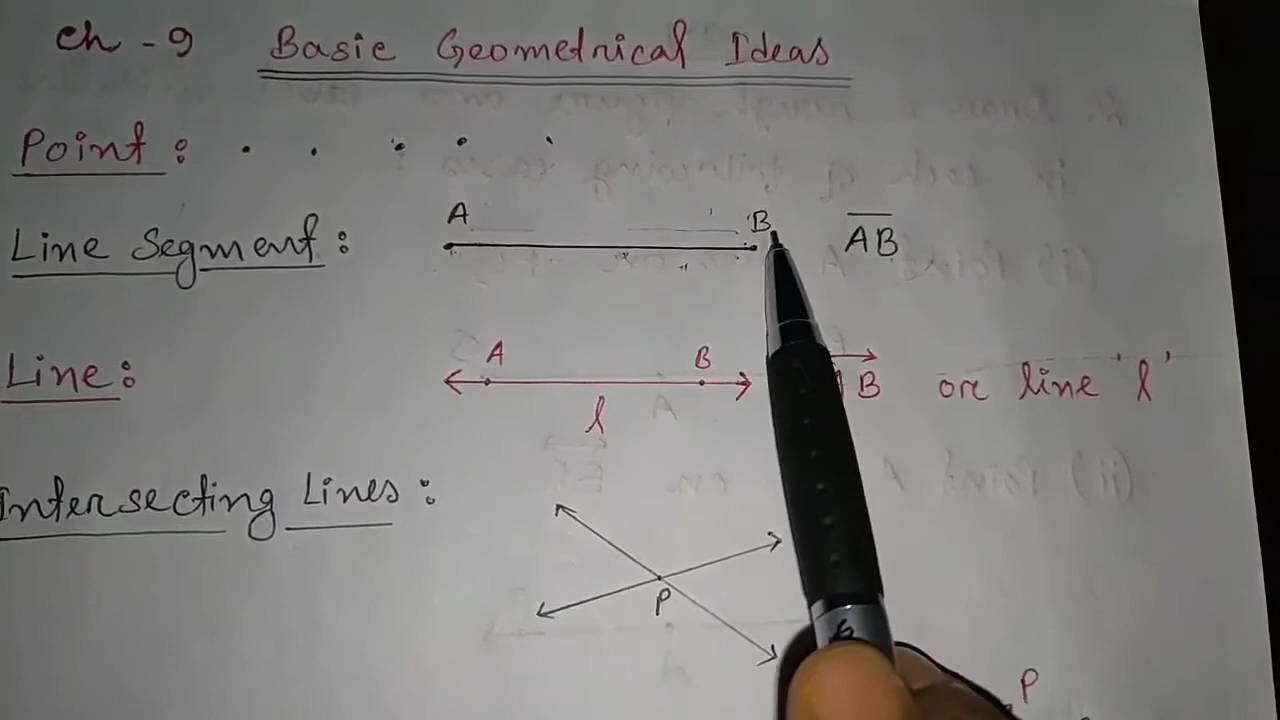 Ch - 9 Basic Geometrical Ideas
Point :
Line Segment : A B AB
Line : A B l B or line 'l'
Intersecting Lines :
P
P